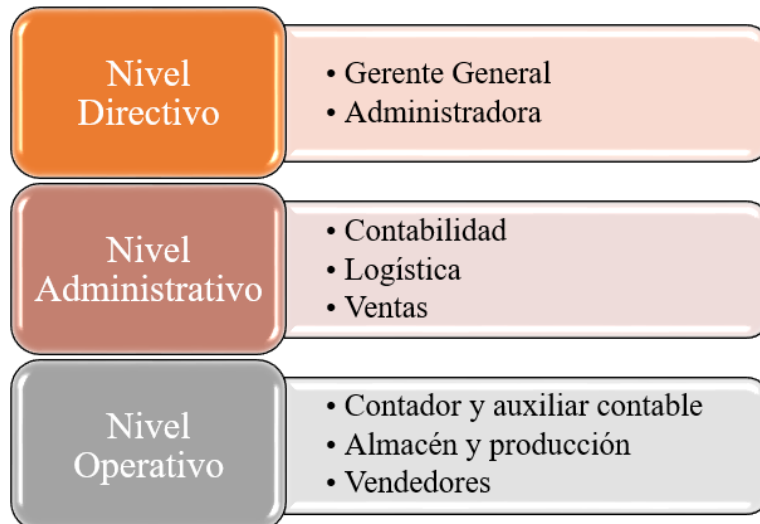 Nivel
Directivo
• Gerente General
• Administradora
Nivel
Administrativo
• Contabilidad
• Logística
• Ventas
Nivel
Operativo
• Contador y auxiliar contable
• Almacén y producción
• Vendedores